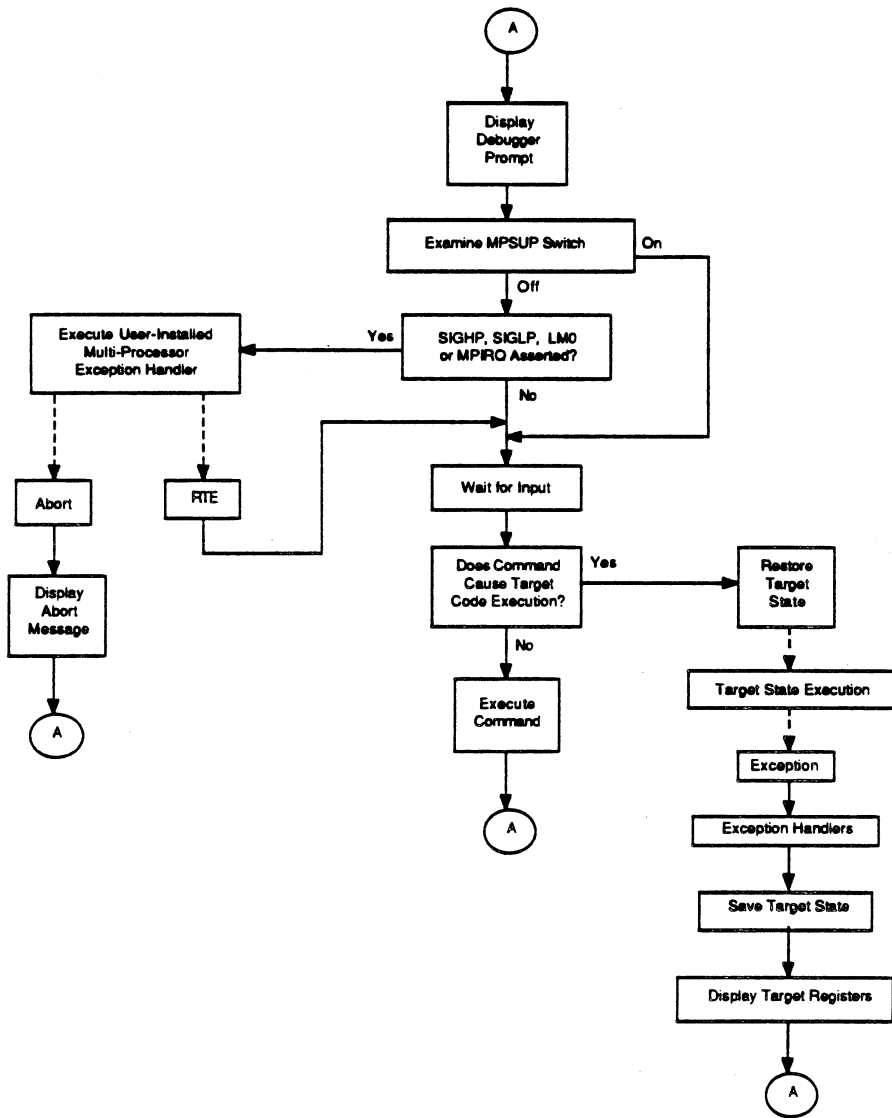 A
Display
Debugger
Prompt
Examine MPSUP Switch
On
Off
Execute User-Installed
Multi-Processor
Exception Handler
Yes
SIGHP, SIGLP, LM0
or MPIRQ Asserted?
No
Abort
RTE
Wait for Input
Display
Abort
Message
Does Command
Cause Target
Code Execution?
Yes
Restore
Target
State
No
A
Execute
Command
Target State Execution
Exception
A
Exception Handlers
Save Target State
Display Target Registers
A